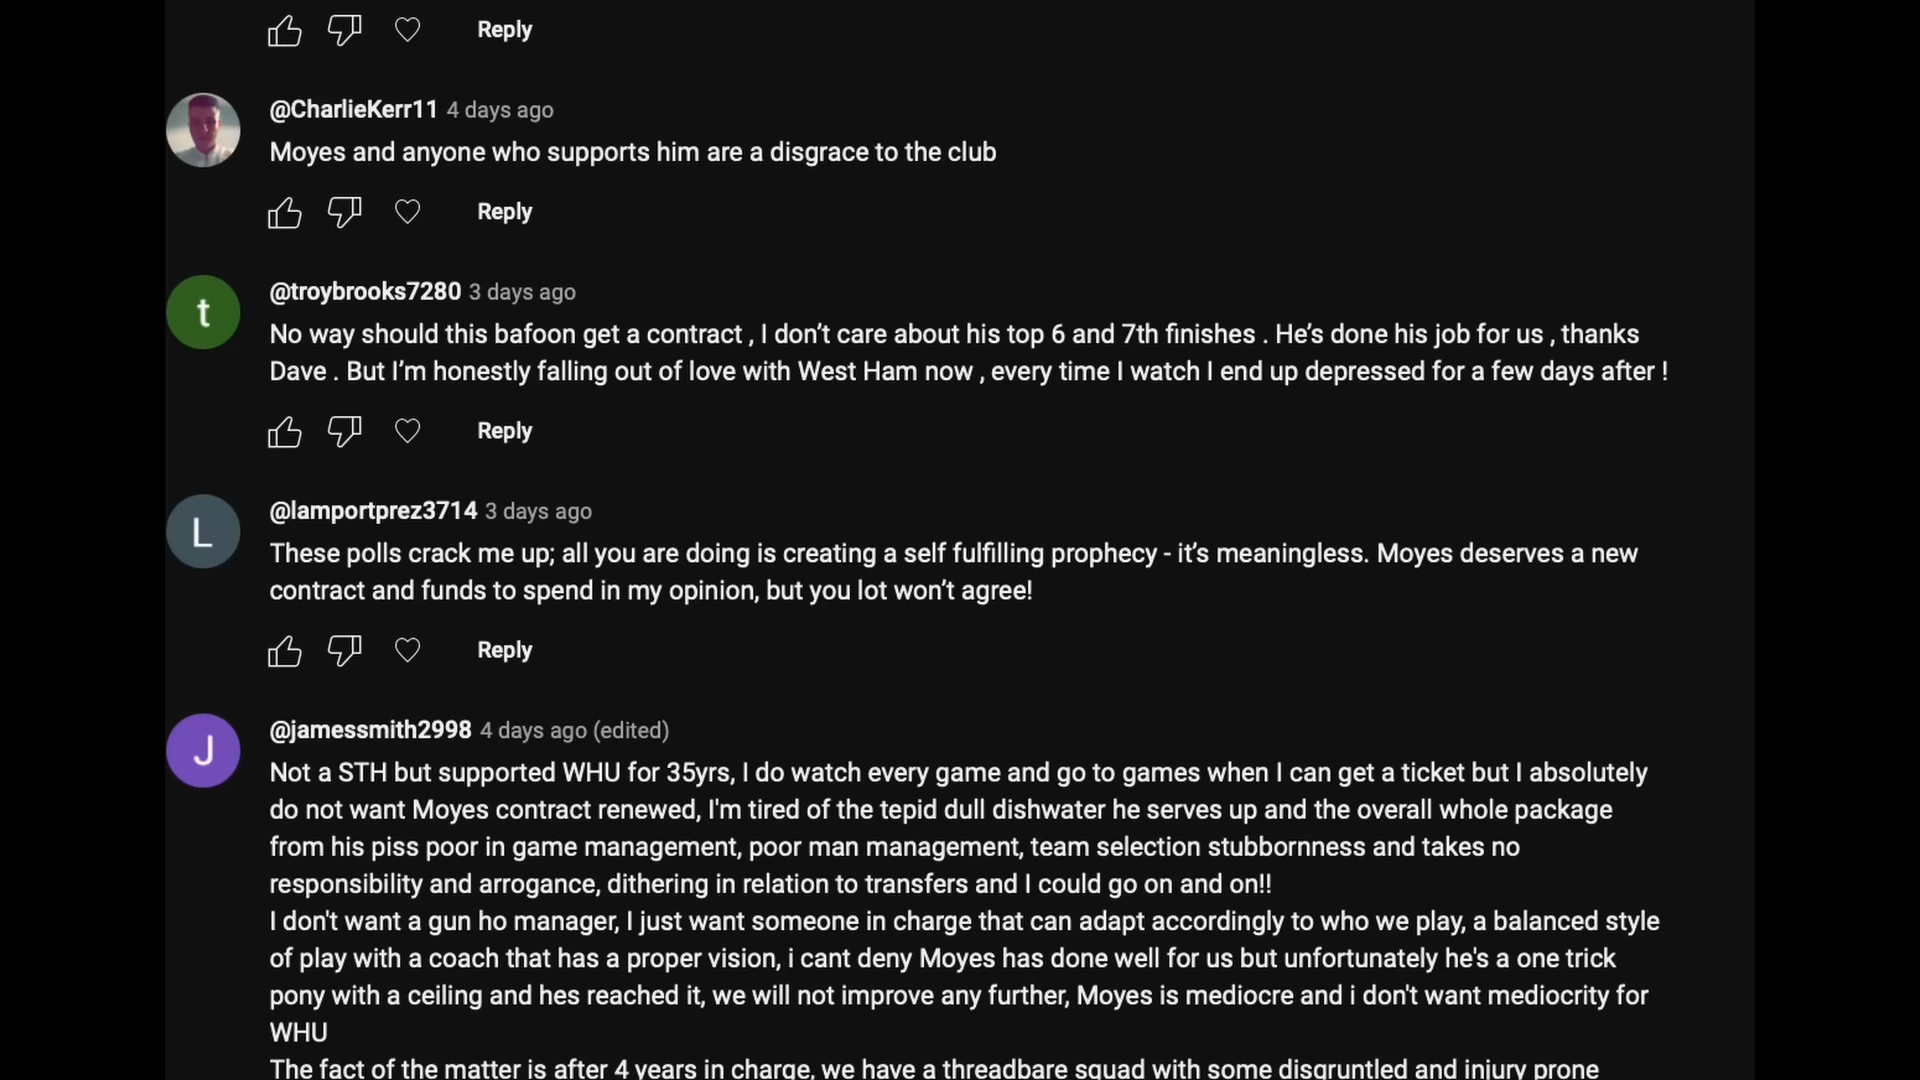 Reply
@CharlieKerr11 4 days ago
Moyes and anyone who supports him are a disgrace to the club
Reply
t
@troybrooks7280 3 days ago
No way should this bafoon get a contract , I don’t care about his top 6 and 7th finishes . He’s done his job for us , thanks
Dave . But I’m honestly falling out of love with West Ham now , every time I watch I end up depressed for a few days after !
Reply
L
@lamportprez3714 3 days ago
These polls crack me up; all you are doing is creating a self fulfilling prophecy - it’s meaningless. Moyes deserves a new
contract and funds to spend in my opinion, but you lot won’t agree!
Reply
J
@jamessmith2998 4 days ago (edited)
Not a STH but supported WHU for 35yrs, I do watch every game and go to games when I can get a ticket but I absolutely
do not want Moyes contract renewed, I'm tired of the tepid dull dishwater he serves up and the overall whole package
from his piss poor in game management, poor man management, team selection stubbornness and takes no
responsibility and arrogance, dithering in relation to transfers and I could go on and on!!
I don't want a gun ho manager, I just want someone in charge that can adapt accordingly to who we play, a balanced style
of play with a coach that has a proper vision, i cant deny Moyes has done well for us but unfortunately he's a one trick
pony with a ceiling and hes reached it, we will not improve any further, Moyes is mediocre and i don't want mediocrity for
WHU
The fact of the matter is after 4 years in charge, we have a threadbare squad with some disgruntled and injury prone